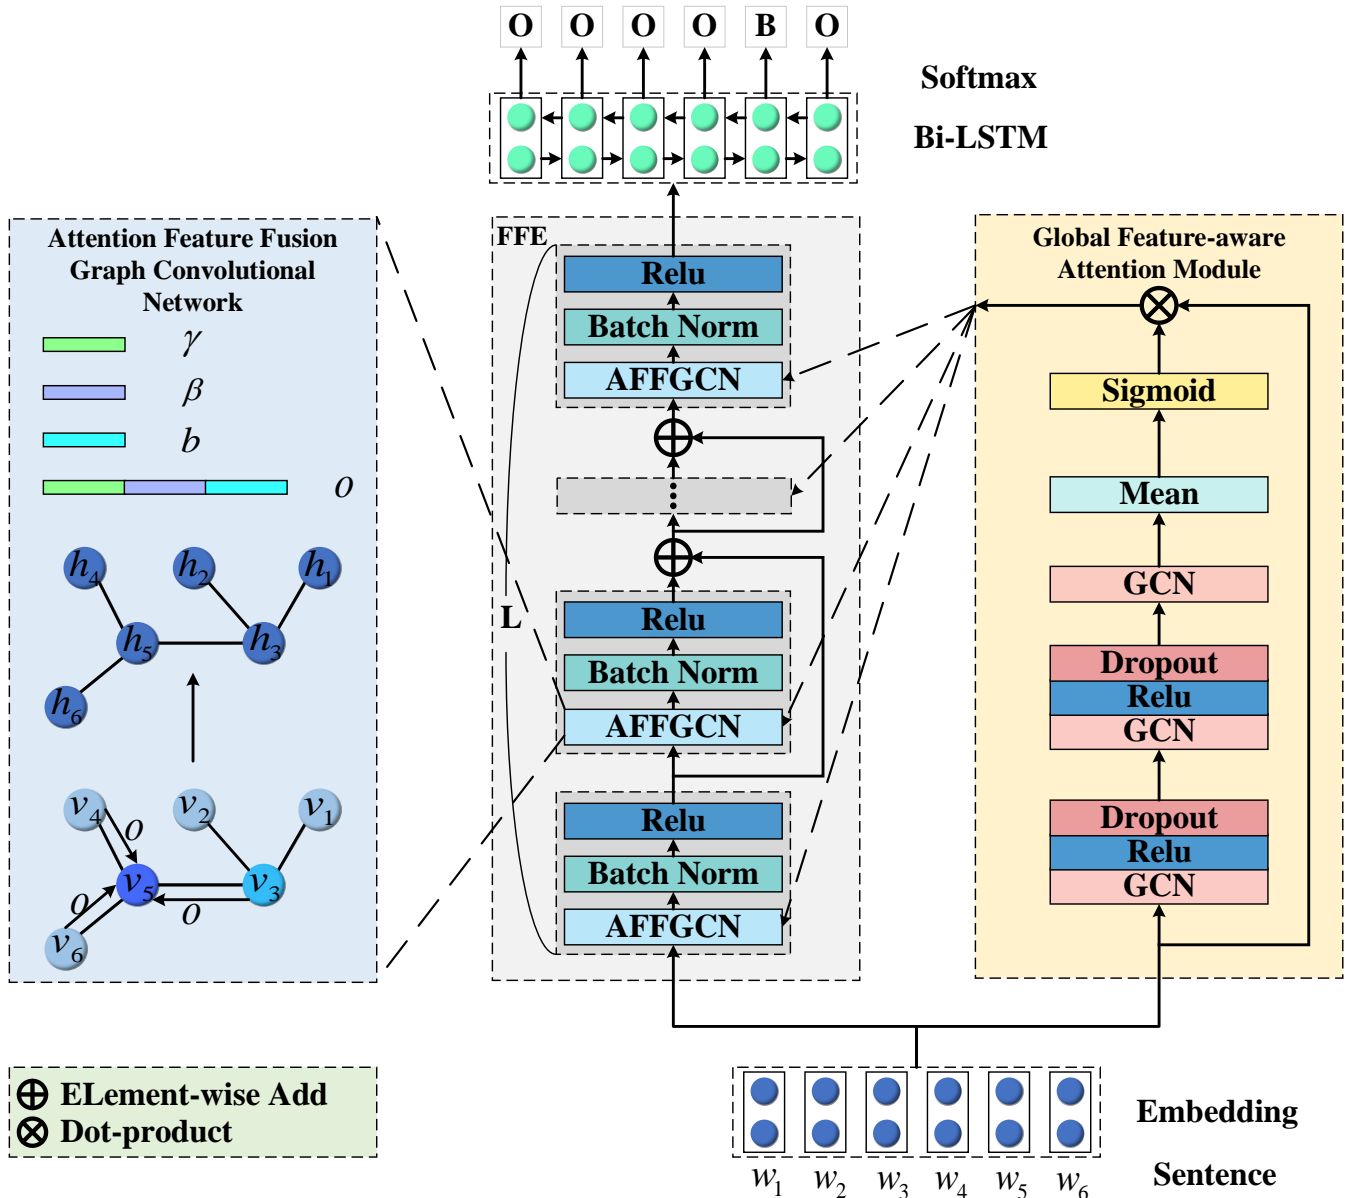 O O O O B O
Softmax
Bi-LSTM
Attention Feature Fusion
Graph Convolutional
Network
γ
β
b
o
h4 h2 h1
h5 h3
h6
v4 v2 v1
o
v5 v3
o o
v6
FFE
Relu
Batch Norm
AFFGCN
L
Relu
Batch Norm
AFFGCN
Relu
Batch Norm
AFFGCN
Global Feature-aware
Attention Module
Sigmoid
Mean
GCN
Dropout
Relu
GCN
Dropout
Relu
GCN
ELement-wise Add
Dot-product
Embedding
w1 w2 w3 w4 w5 w6
Sentence